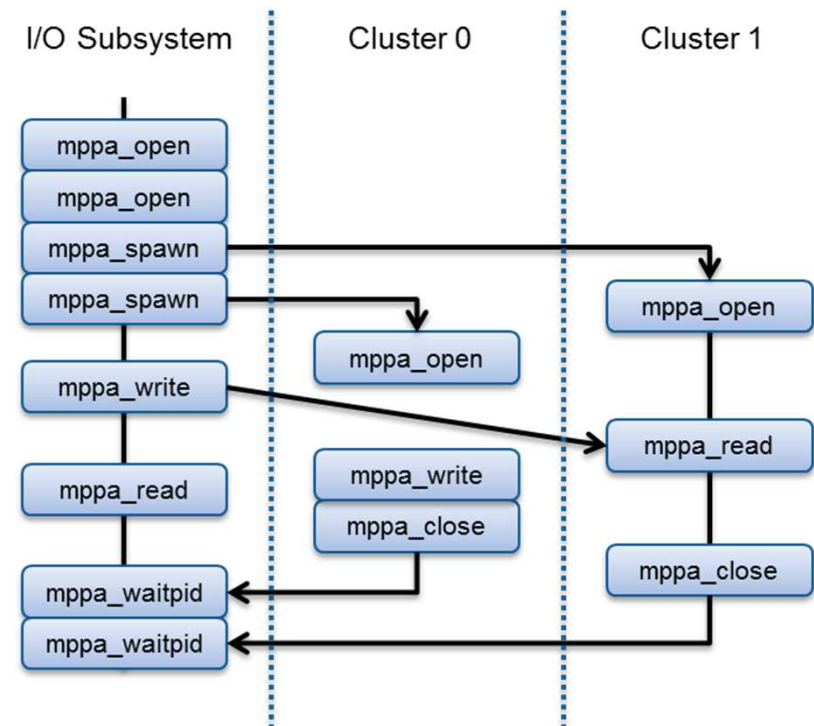 I/O Subsystem
Cluster 0
Cluster 1
mppa_open
mppa_open
mppa_spawn
mppa_spawn
mppa_write
mppa_read
mppa_waitpid
mppa_waitpid
mppa_open
mppa_write
mppa_close
mppa_open
mppa_read
mppa_close